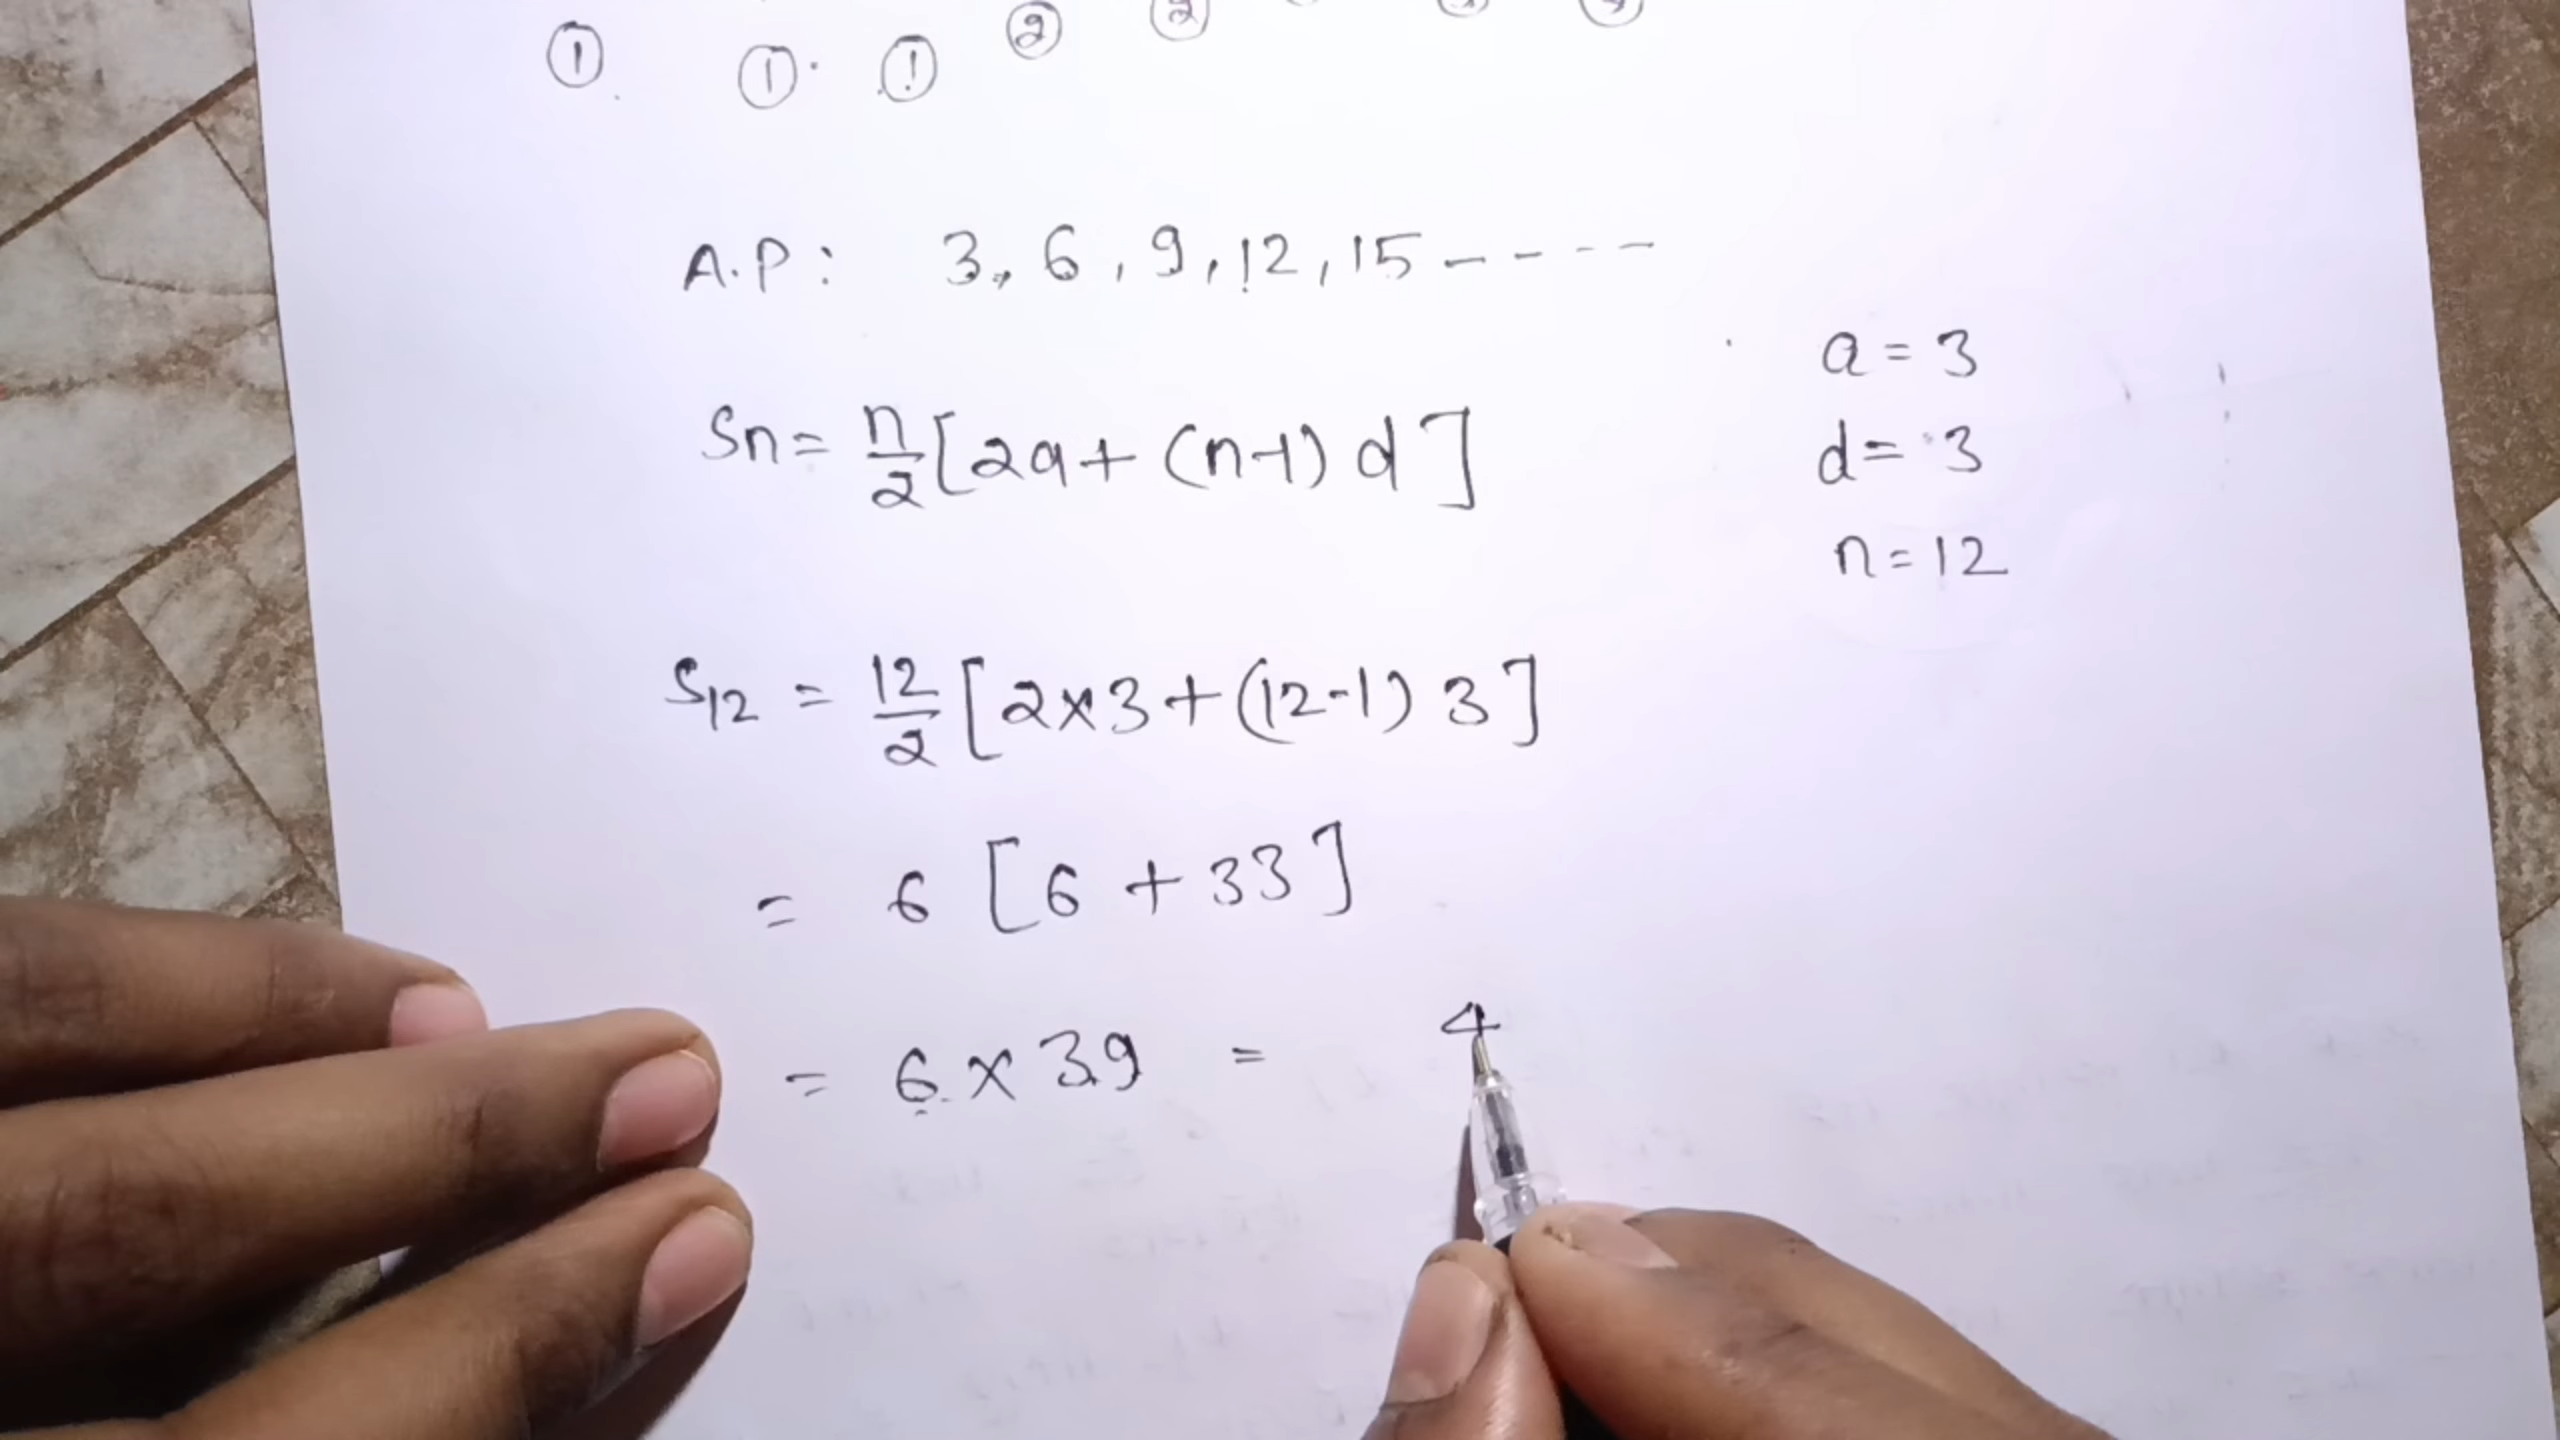 ① ①. ① ② ②
A.P: 3, 6, 9, 12, 15 - - - -
a = 3
Sn = n/2 [2a + (n-1) d]
d = 3
n = 12
S12 = 12/2 [2×3 + (12-1) 3]
= 6 [6 + 33]
= 6 × 39 = 4